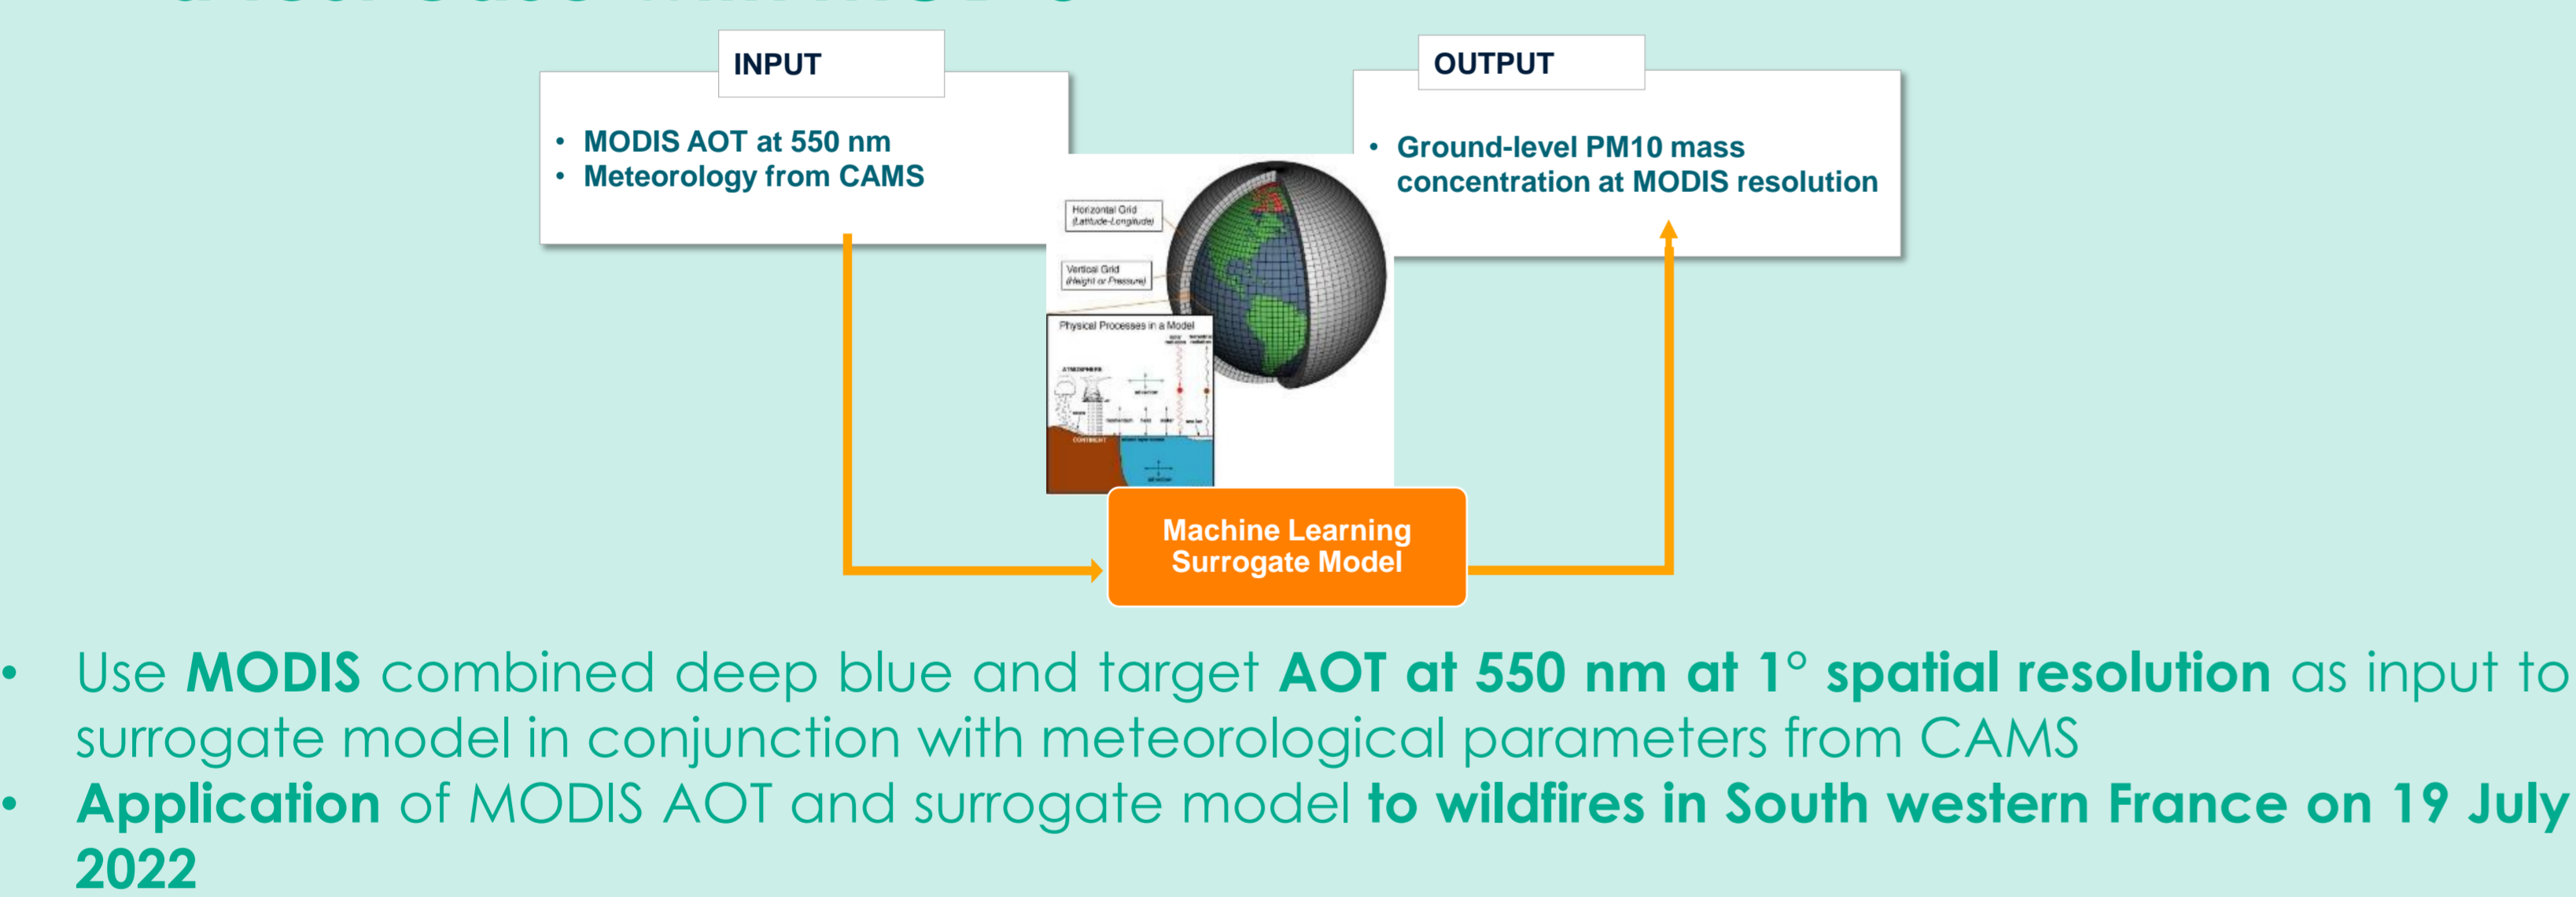 INPUT
• MODIS AOT at 550 nm
• Meteorology from CAMS
OUTPUT
• Ground-level PM10 mass
concentration at MODIS resolution
Horizontal Grid
(Latitude-Longitude)
Vertical Grid
(Height or Pressure)
Physical Processes in a Model
ATMOSPHERE
CONTINENT
Machine Learning
Surrogate Model
• Use MODIS combined deep blue and target AOT at 550 nm at 1° spatial resolution as input to
surrogate model in conjunction with meteorological parameters from CAMS
• Application of MODIS AOT and surrogate model to wildfires in South western France on 19 July
2022